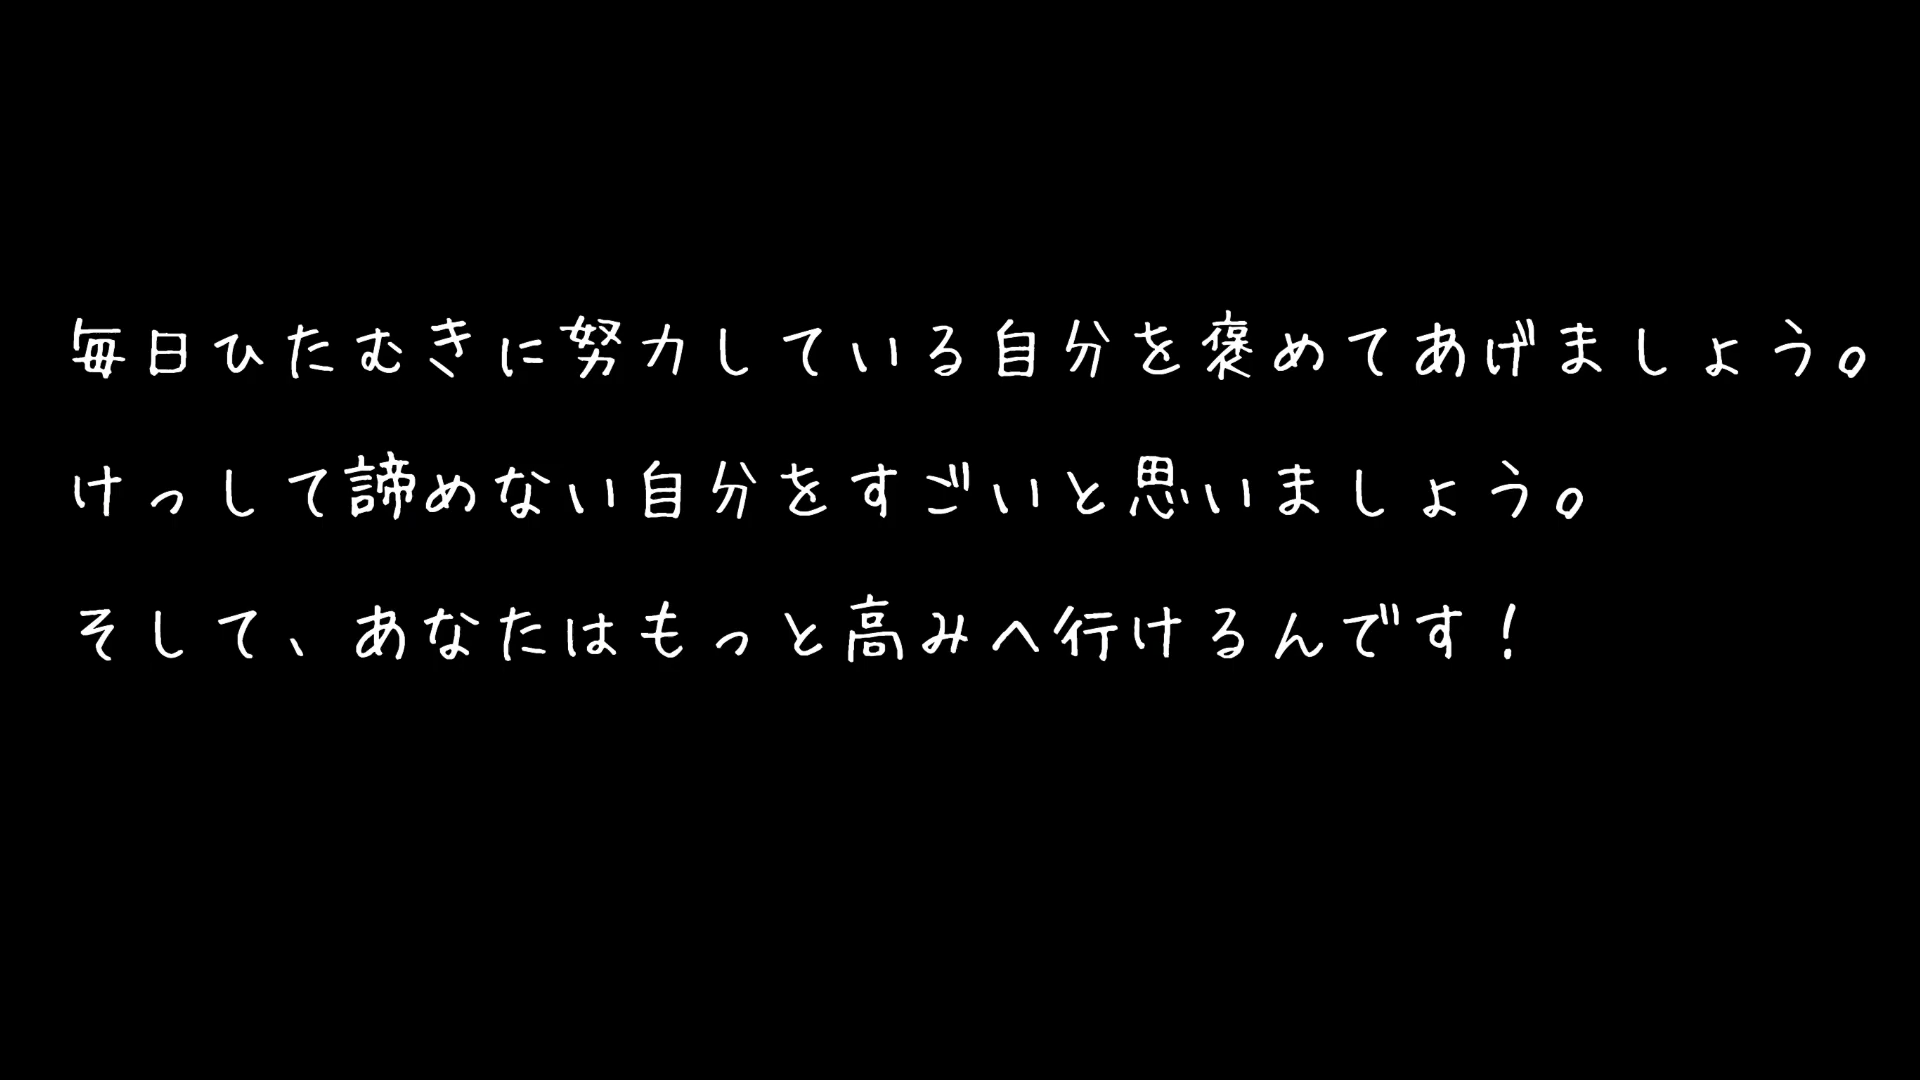 毎日ひたむきに努力している自分を褒めてあげましょう。
けっして諦めない自分をすごいと思いましょう。
そして、あなたはもっと高みへ行けるんです！